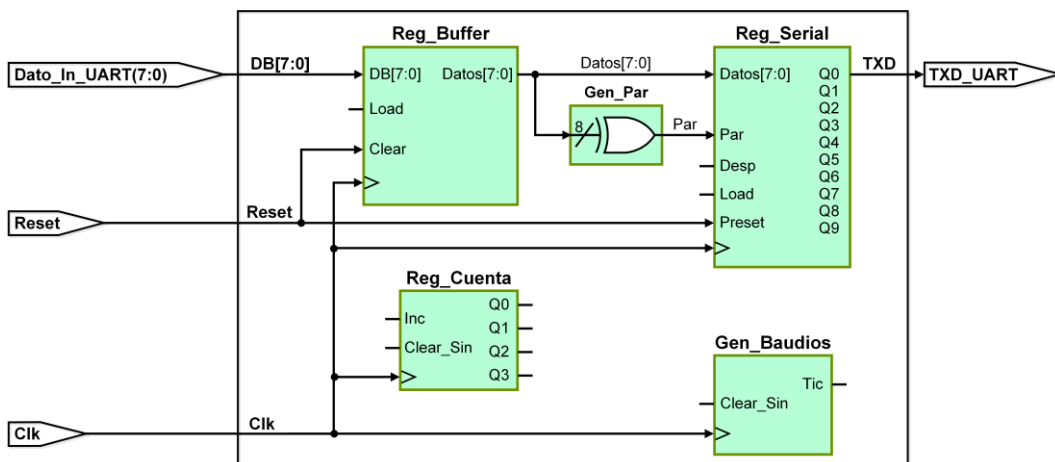 Reg_Buffer
Reg_Serial
Dato_In_UART(7:0)
DB[7:0]
DB[7:0]
Datos[7:0]
Datos[7:0]
Datos[7:0]
Q0
TXD
TXD_UART
Load
Gen_Par
Q1
Q2
8
Par
Par
Q3
Clear
Q4
Desp
Q5
Q6
Load
Q7
Reset
Reset
Preset
Q8
Q9
Reg_Cuenta
Inc
Q0
Q1
Clear_Sin
Q2
Q3
Gen_Baudios
Tic
Clear_Sin
Clk
Clk